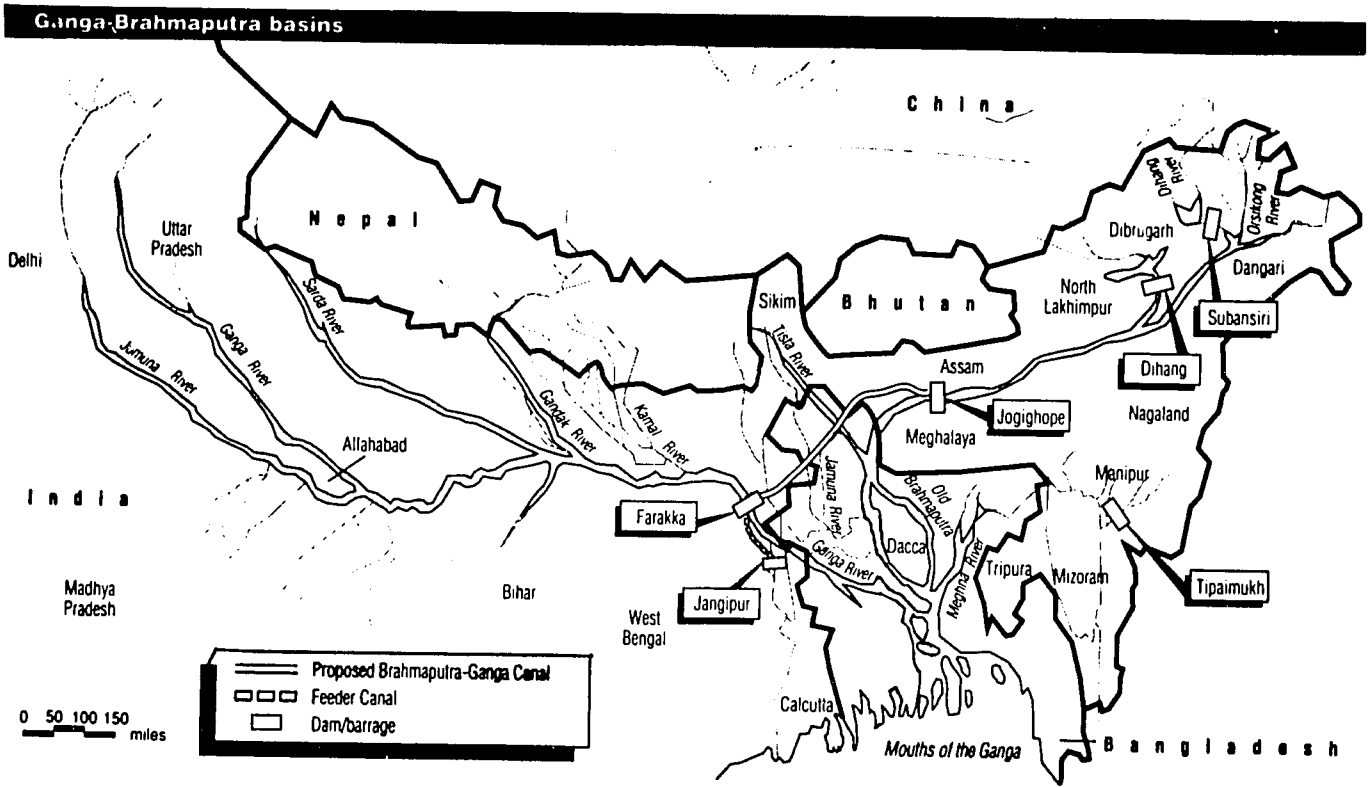 Ganga-Brahmaputra basins
China
Nepal
Uttar
Pradesh
Delhi
Sarda River
Ganga River
Jumuna River
Allahabad
India
Madhya
Pradesh
Gandak River
Kamal River
Sikim
Tista River
Bhutan
Assam
Meghalaya
Dihang
River
Orsikong
River
Dibrugarh
North
Lakhimpur
Dangari
Subansiri
Dihang
Jogighope
Nagaland
Manipur
Farakka
Jangipur
Jamuna River
Old
Brahmaputra
Ganga River
Dacca
Meghna River
Tripura
Mizoram
Tipaimukh
Bihar
West
Bengal
Calcutta
Mouths of the Ganga
Bangladesh
Proposed Brahmaputra-Ganga Canal
Feeder Canal
Dam/barrage
0 50 100 150
miles